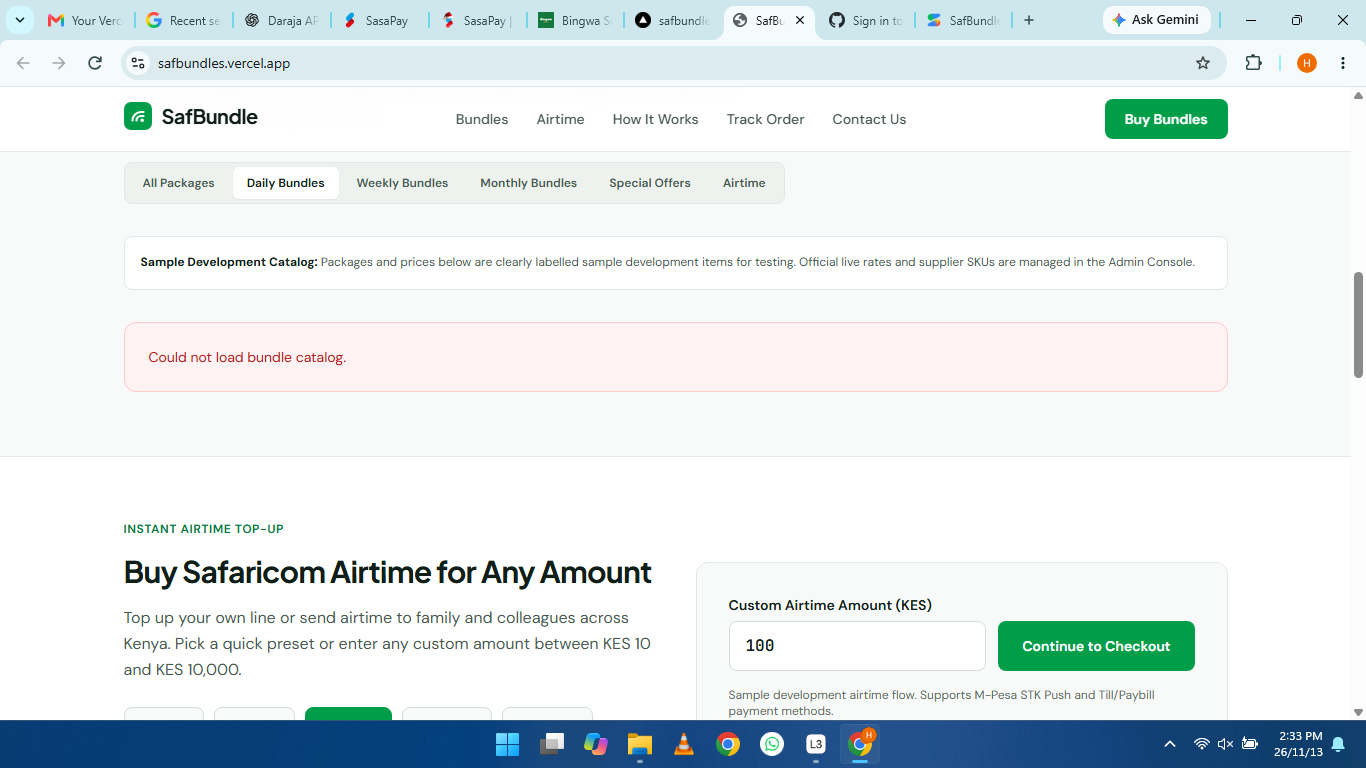 Your Verc
Recent se
Daraja AP
SasaPay
SasaPay |
Bingwa Sa
safbundle
SafBu
Sign in to
SafBundle
Ask Gemini
safbundles.vercel.app
H
SafBundle
Bundles
Airtime
How It Works
Track Order
Contact Us
Buy Bundles
All Packages
Daily Bundles
Weekly Bundles
Monthly Bundles
Special Offers
Airtime
Sample Development Catalog: Packages and prices below are clearly labelled sample development items for testing. Official live rates and supplier SKUs are managed in the Admin Console.
Could not load bundle catalog.
INSTANT AIRTIME TOP-UP
Buy Safaricom Airtime for Any Amount
Top up your own line or send airtime to family and colleagues across
Kenya. Pick a quick preset or enter any custom amount between KES 10
and KES 10,000.
Custom Airtime Amount (KES)
100
Continue to Checkout
Sample development airtime flow. Supports M-Pesa STK Push and Till/Paybill
payment methods.
L3
H
2:33 PM
26/11/13